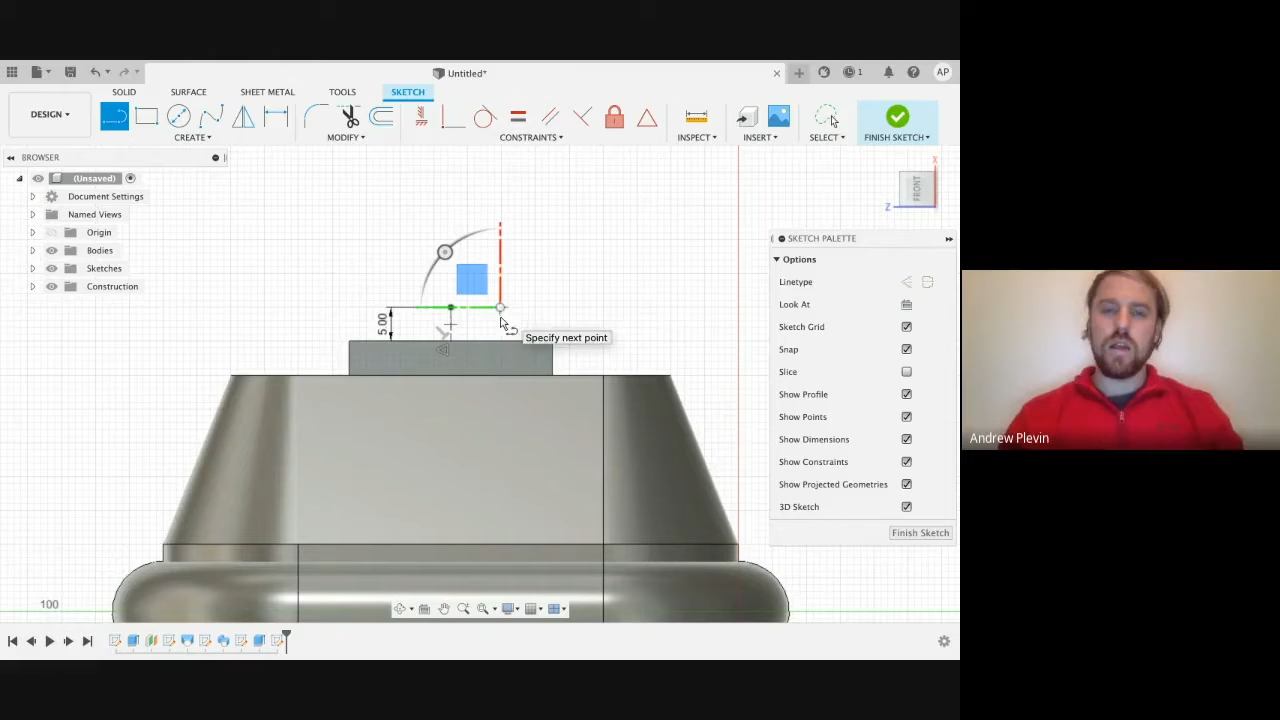 Untitled*
1
AP
DESIGN
SOLID
SURFACE
SHEET METAL
TOOLS
SKETCH
CREATE
MODIFY
CONSTRAINTS
INSPECT
INSERT
SELECT
FINISH SKETCH
BROWSER
(Unsaved)
Document Settings
Named Views
Origin
Bodies
Sketches
Construction
X
FRONT
Z
SKETCH PALETTE
Options
Linetype
Look At
Sketch Grid
Snap
Slice
Show Profile
Show Points
Show Dimensions
Show Constraints
Show Projected Geometries
3D Sketch
Finish Sketch
5.00
Specify next point
100
Andrew Plevin